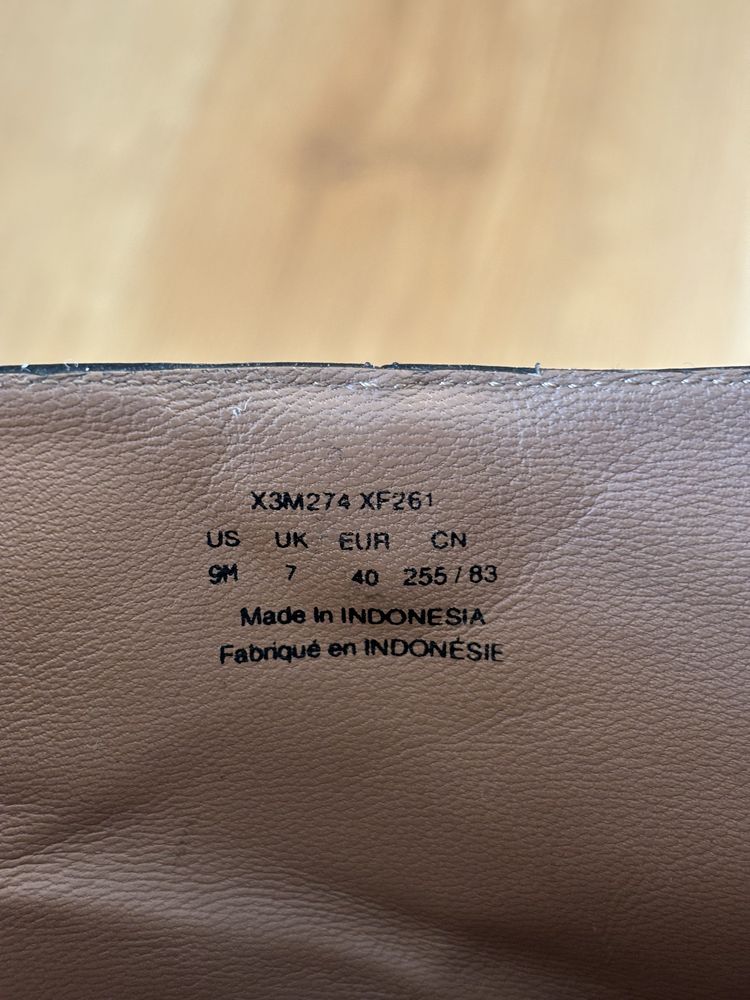 X3M274 XF261
US UK EUR CN
9M 7 40 255 / 83
Made in INDONESIA
Fabriqué en INDONÉSIE